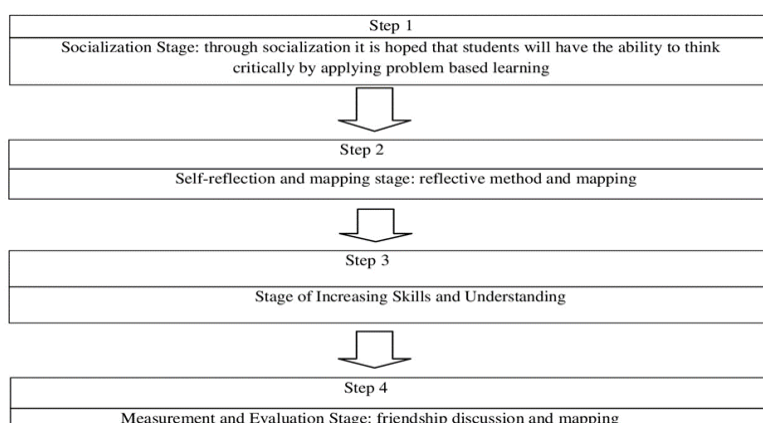 Step 1
Socialization Stage: through socialization it is hoped that students will have the ability to think
critically by applying problem based learning
Step 2
Self-reflection and mapping stage: reflective method and mapping
Step 3
Stage of Increasing Skills and Understanding
Step 4
Measurement and Evaluation Stage: friendship discussion and mapping